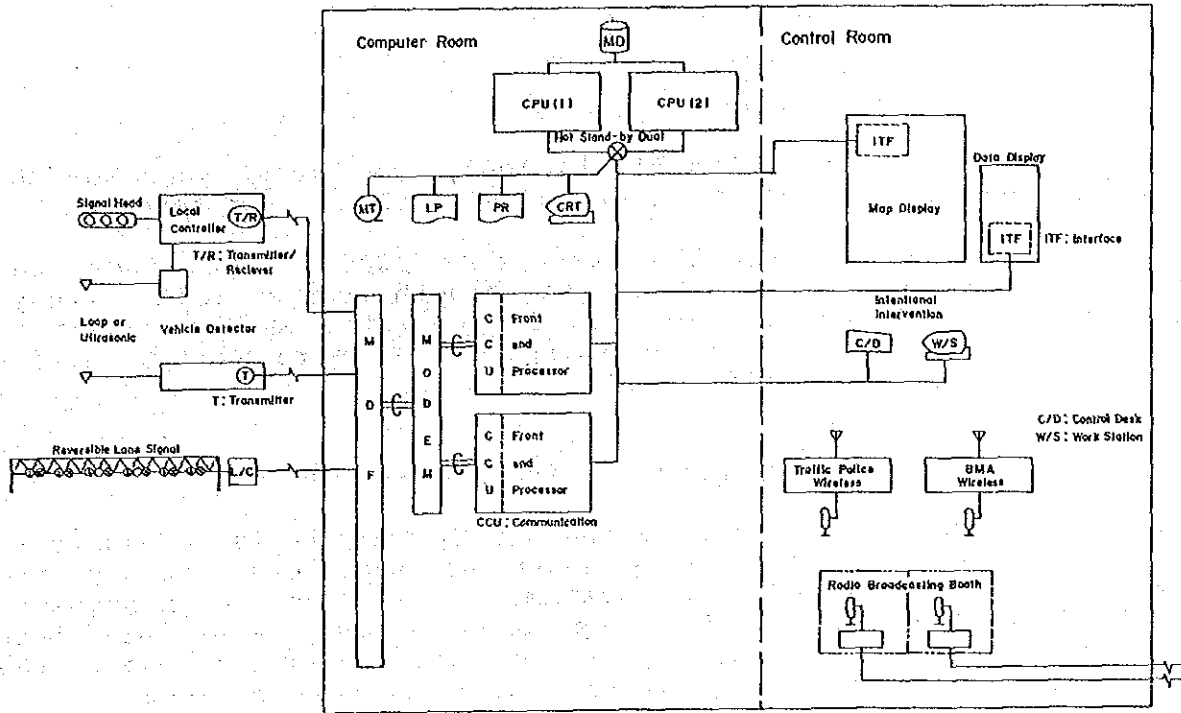 Computer Room
Control Room
MD
CPU(1)
CPU(2)
Hot Stand-by Dual
ITF
Data Display
Map Display
ITF
ITF: Interface
MT
LP
PR
CRT
Signal Head
Local
Controller
T/R
T/R: Transmitter/
Reciever
Loop or
Ultrasonic
Vehicle Detector
T
T: Transmitter
Reversible Lane Signal
L/C
M
D
F
M
O
D
E
M
C Front
C end
U Processor
C Front
C end
U Processor
CCU: Communication
Intentional
Intervention
C/D
W/S
C/D: Control Desk
W/S: Work Station
Traffic Police
Wireless
BMA
Wireless
Radio Broadcasting Booth